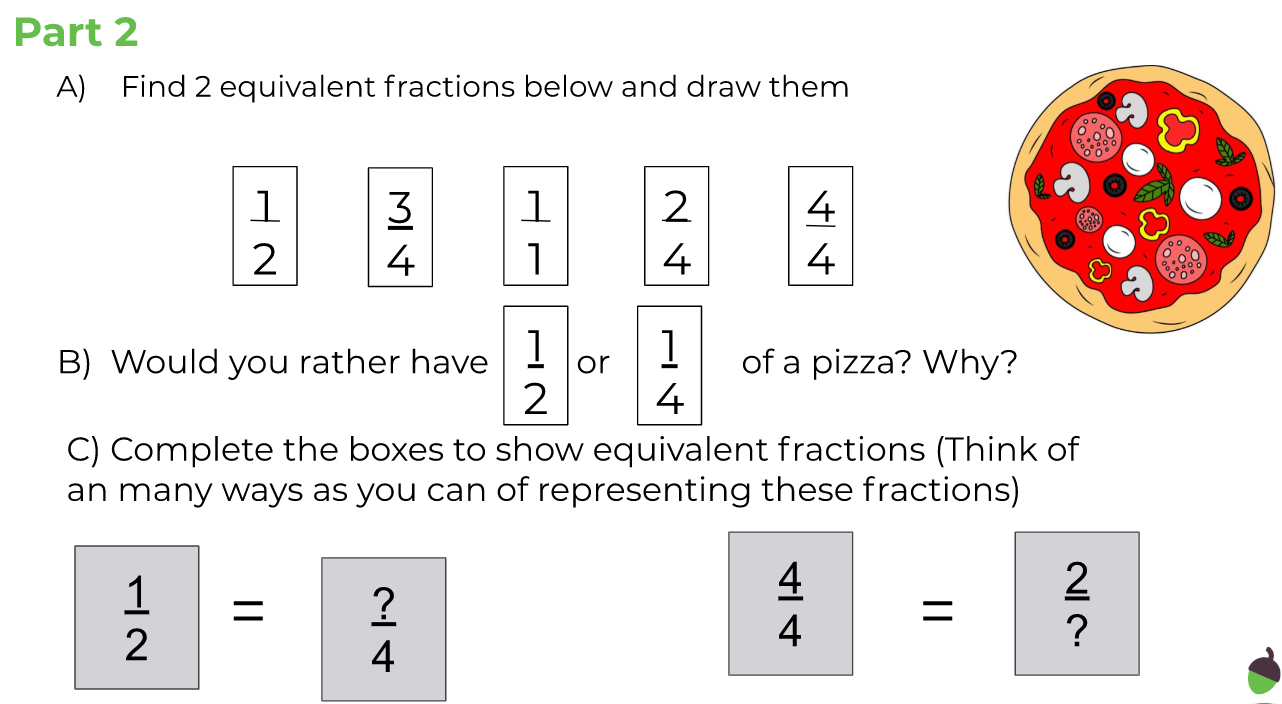 Part 2
A) Find 2 equivalent fractions below and draw them
1 3 1 2 4
2 4 1 4 4
B) Would you rather have 1/2 or 1/4 of a pizza? Why?
C) Complete the boxes to show equivalent fractions (Think of
an many ways as you can of representing these fractions)
1/2 = ?/4 4/4 = 2/?